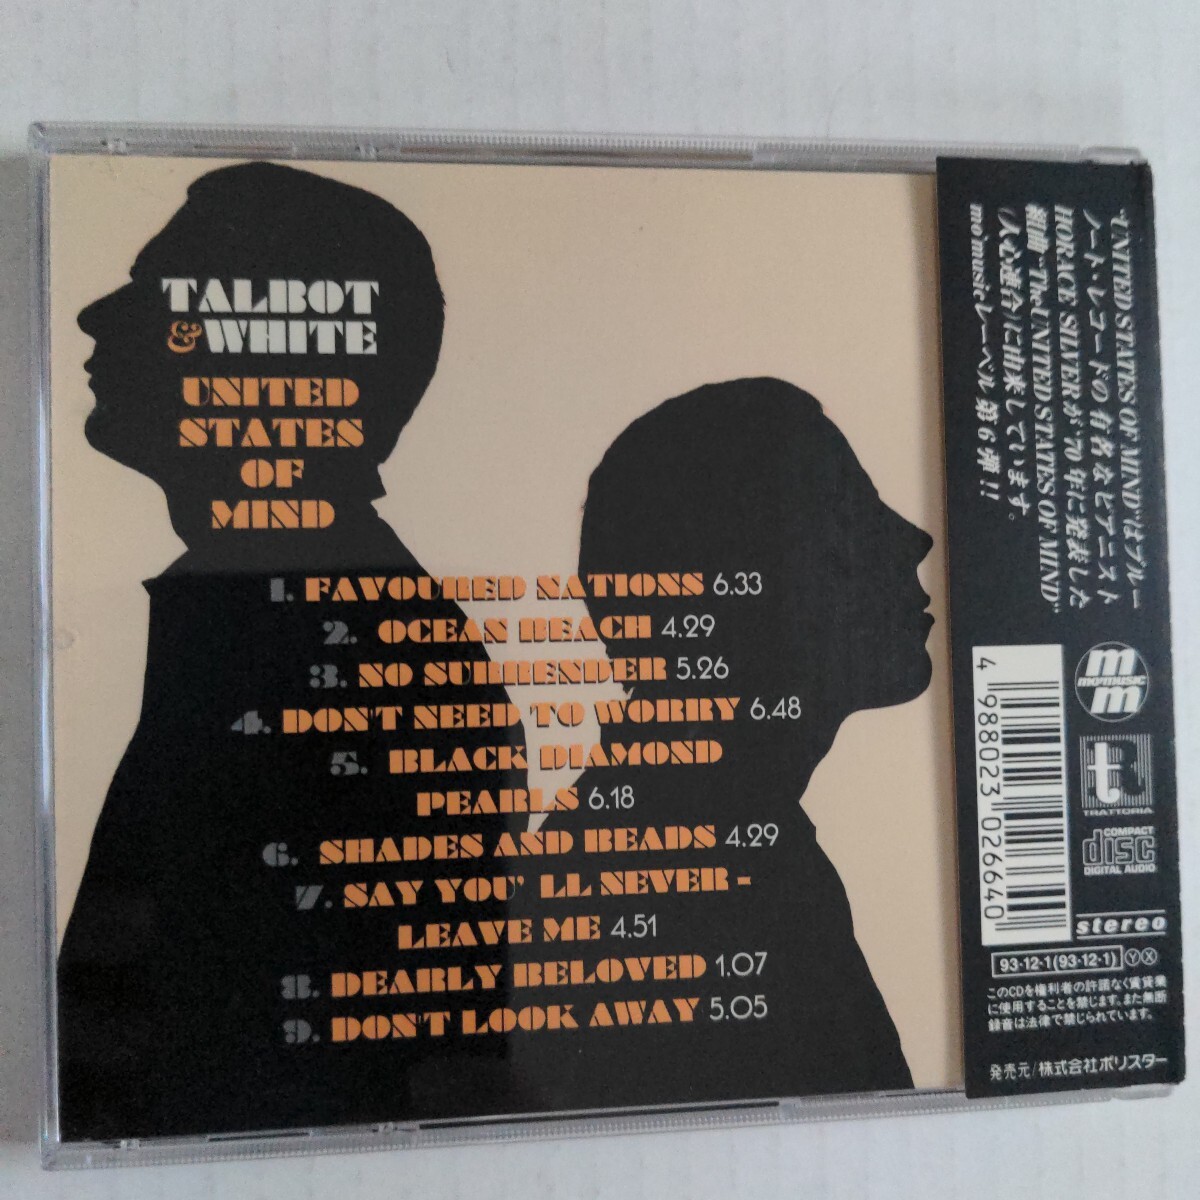 TALBOT
&WHITE
UNITED
STATES
OF
MIND
1. FAVOURED NATIONS 6.33
2. OCEAN BEACH 4.29
3. NO SURRENDER 5.26
4. DON'T NEED TO WORRY 6.48
5. BLACK DIAMOND
PEARLS 6.18
6. SHADES AND BEADS 4.29
7. SAY YOU' LL NEVER -
LEAVE ME 4.51
8. DEARLY BELOVED 1.07
9. DON'T LOOK AWAY 5.05
"UNITED STATES OF MIND"はブルー
ノート・レコードの有名なピアニスト
HORACE SILVERが'70年に発表した
組曲"The UNITED STATES OF MIND"
(人心連合)に由来しています。
mo'musicレーベル 第6弾!!
m
mo'music
m
tR
TRATTORIA
COMPACT
disc
DIGITAL AUDIO
4 988023 026640
stereo
93·12·1(93·12·1) Y X
このCDを権利者の許諾なく賃貸業
に使用することを禁じます。また無断
録音は法律で禁じられています。
発売元/株式会社ポリスター